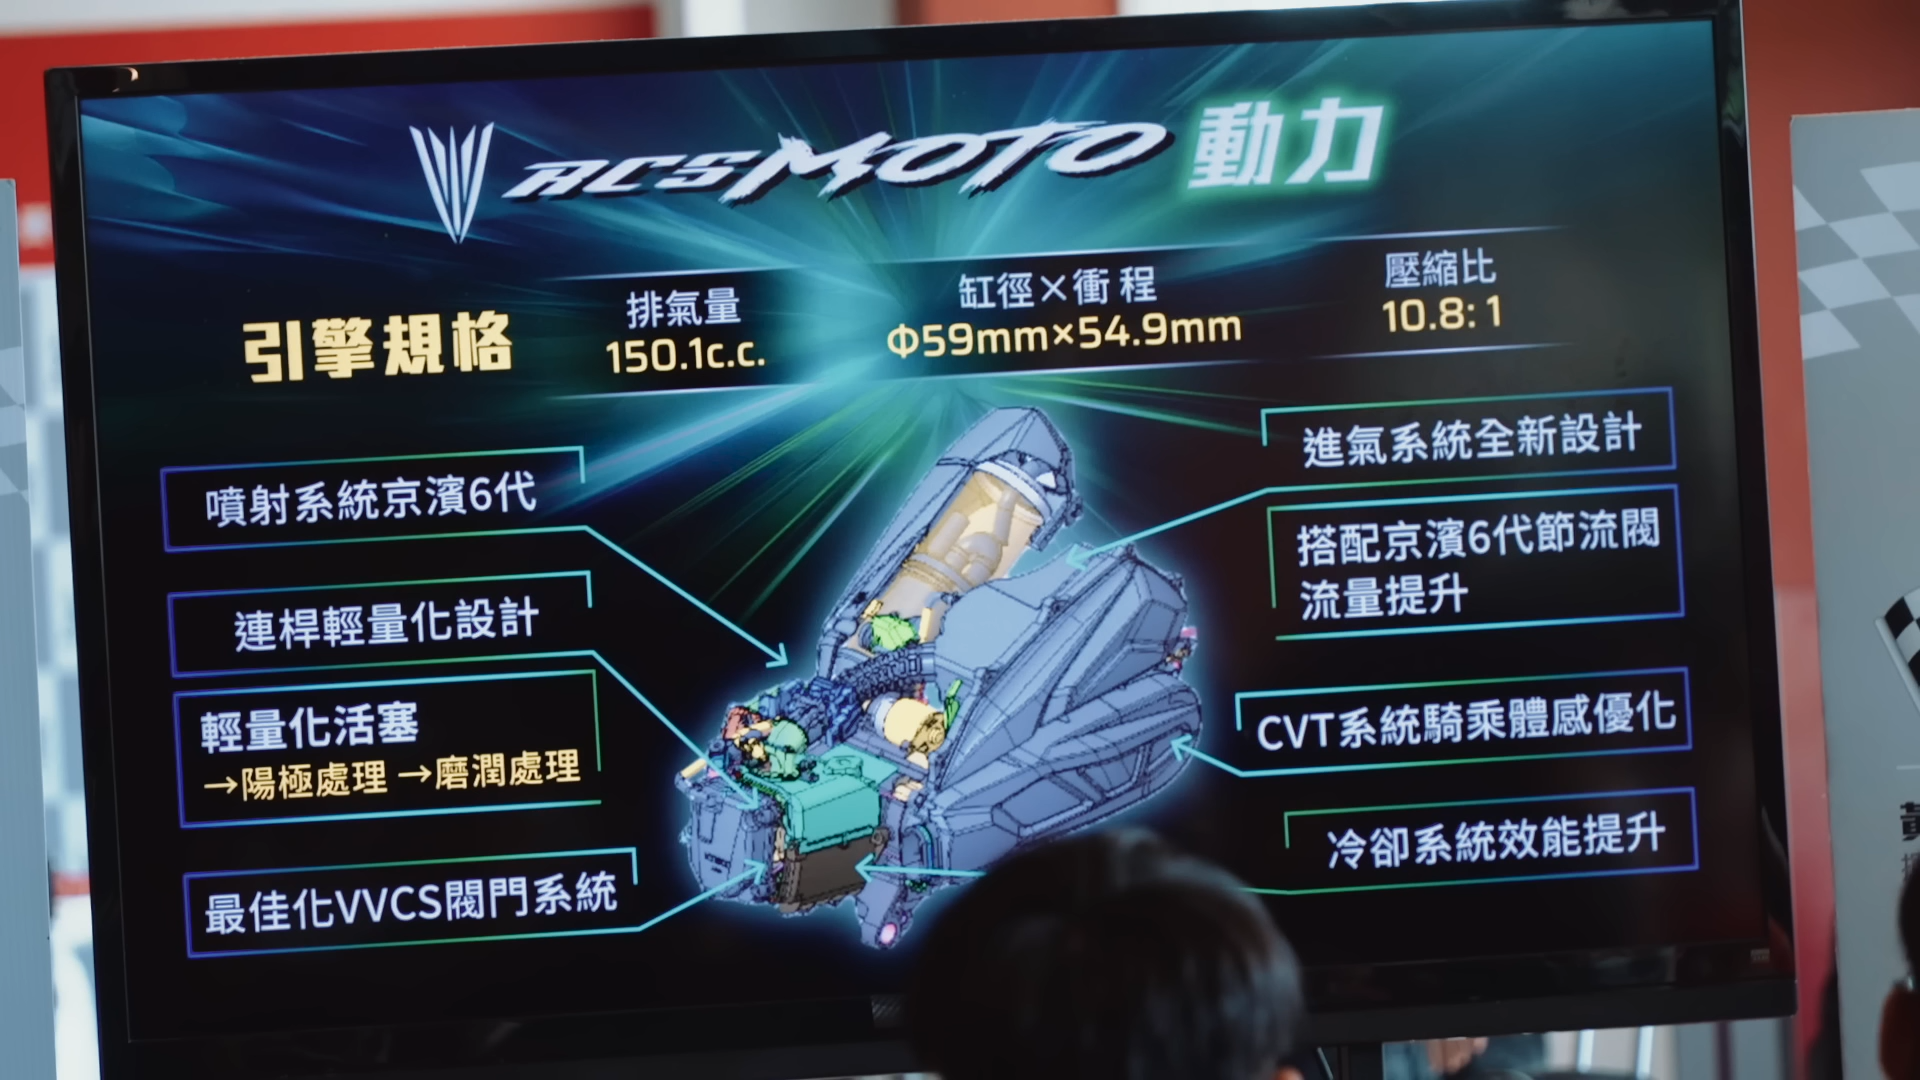 RCSMOTO 動力
引擎規格
排氣量
150.1c.c.
缸徑×衝程
Φ59mm×54.9mm
壓縮比
10.8:1
噴射系統京濱6代
連桿輕量化設計
輕量化活塞
→陽極處理→磨潤處理
最佳化VVCS閥門系統
進氣系統全新設計
搭配京濱6代節流閥
流量提升
CVT系統騎乘體感優化
冷卻系統效能提升